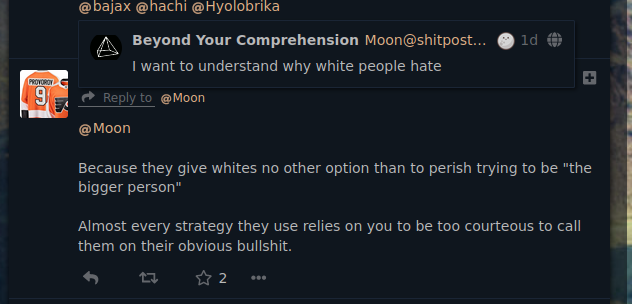 @bajax @hachi @Hyolobrika
Beyond Your Comprehension Moon@shitpost... 1d
I want to understand why white people hate
Reply to @Moon
PROVOROV
9
@Moon
Because they give whites no other option than to perish trying to be "the
bigger person"
Almost every strategy they use relies on you to be too courteous to call
them on their obvious bullshit.
2